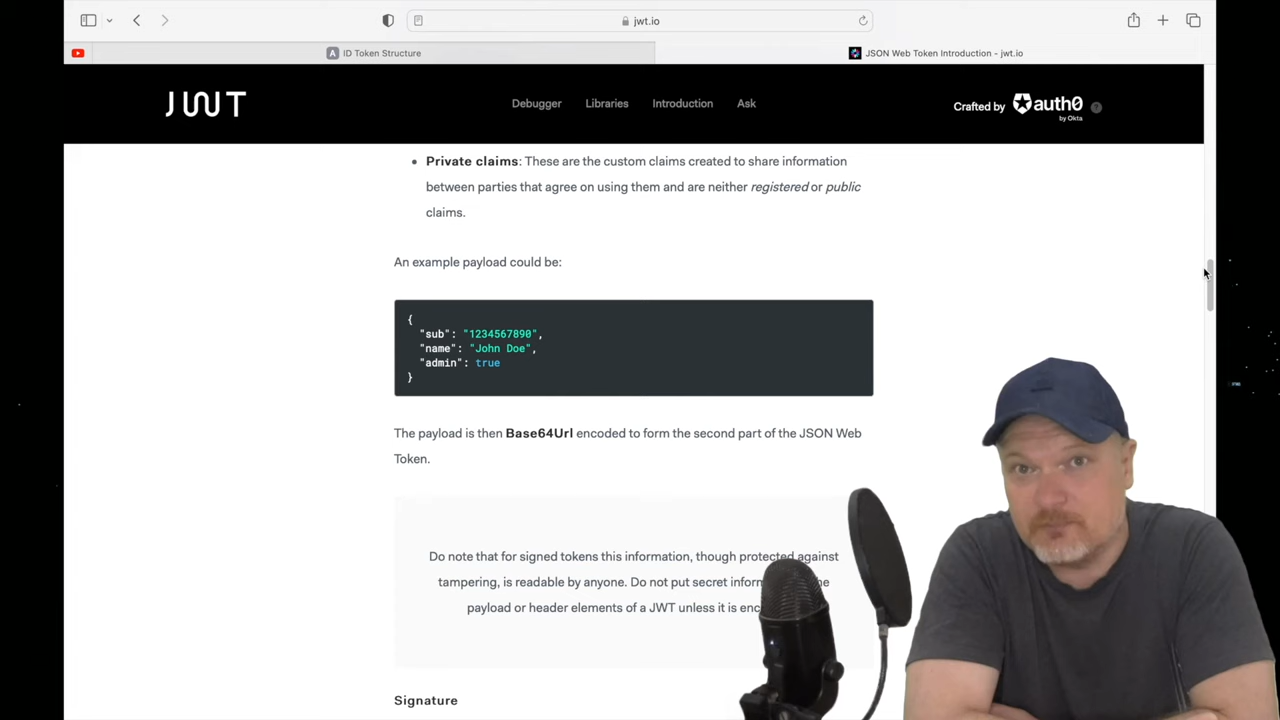 jwt.io
ID Token Structure
JSON Web Token Introduction - jwt.io
JWT
Debugger
Libraries
Introduction
Ask
Crafted by
auth0
by Okta
?
• Private claims: These are the custom claims created to share information
between parties that agree on using them and are neither registered or public
claims.
An example payload could be:
{
"sub": "1234567890",
"name": "John Doe",
"admin": true
}
The payload is then Base64Url encoded to form the second part of the JSON Web
Token.
Do note that for signed tokens this information, though protected against
tampering, is readable by anyone. Do not put secret
payload or header elements of a JWT unless it is
Signature